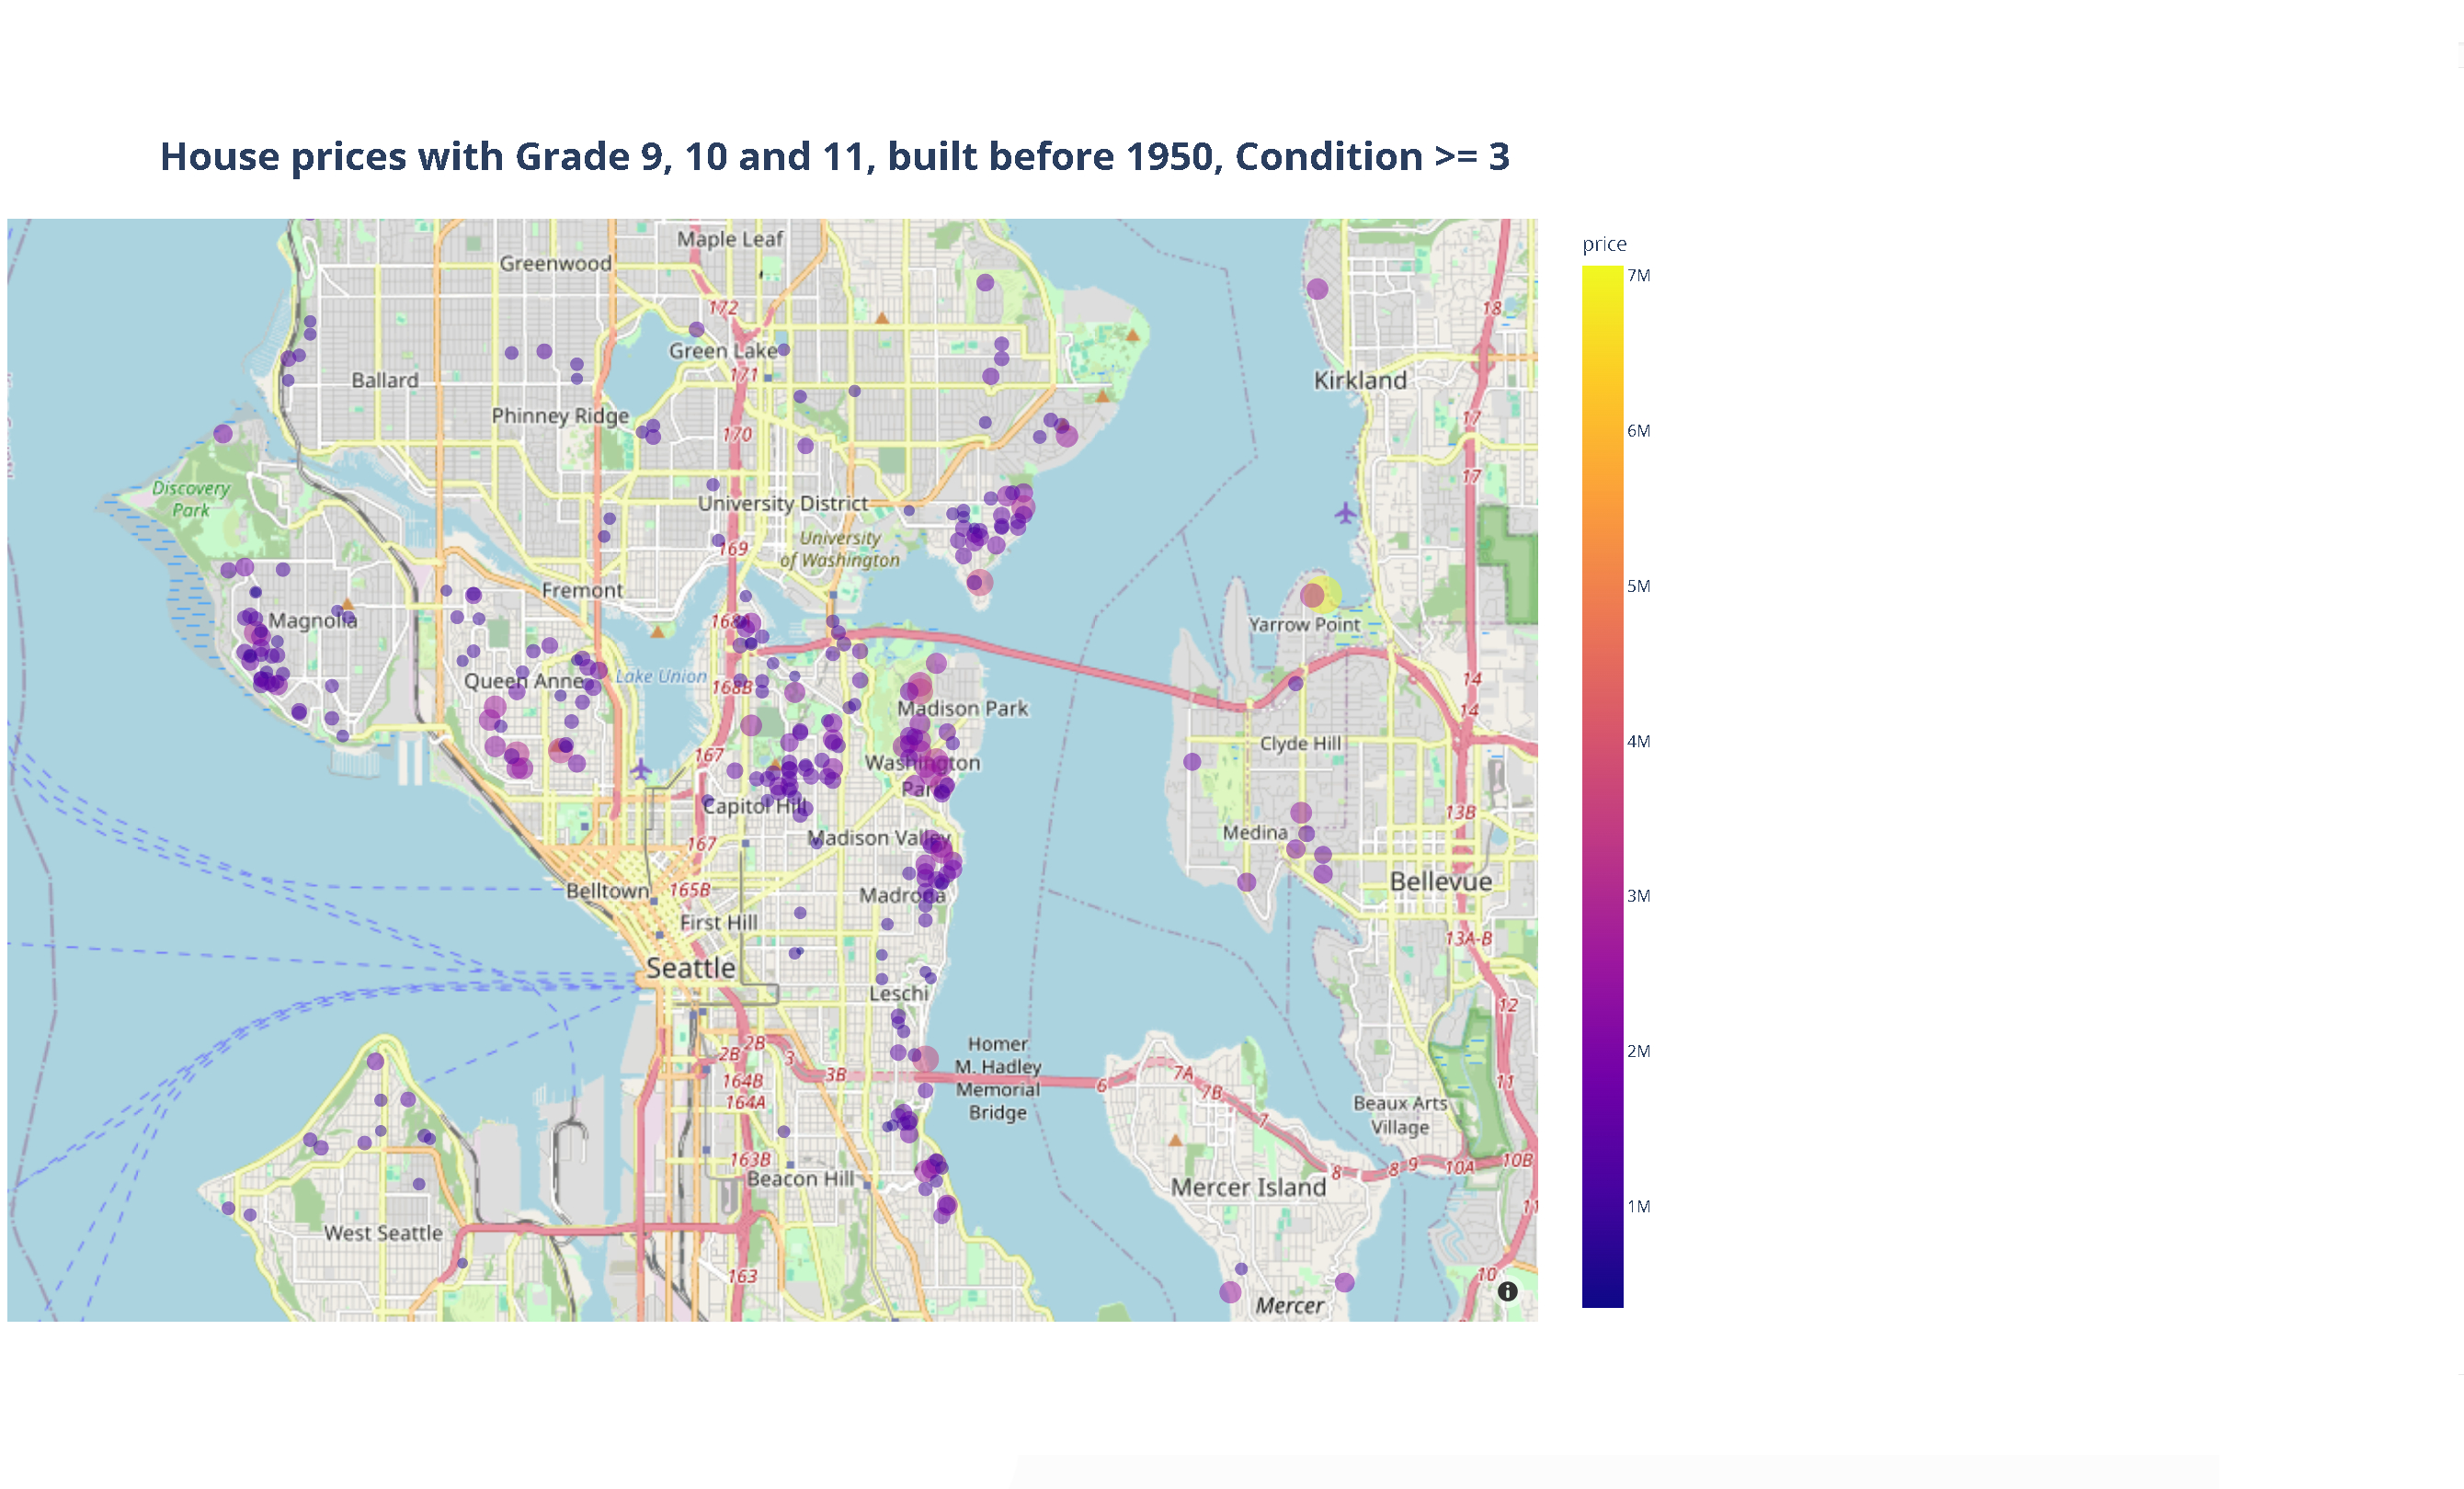 House prices with Grade 9, 10 and 11, built before 1950, Condition >= 3
price
7M
6M
5M
4M
3M
2M
1M
Maple Leaf
Greenwood
172
18
Green Lake
171
Ballard
Kirkland
Phinney Ridge
17
170
17
Discovery
Park
University District
University
of Washington
169
Fremont
Magnolia
168
Yarrow Point
Queen Anne
Lake Union
168B
14
Madison Park
14
Clyde Hill
167
Washington
Park
Capitol Hill
13B
Medina
Madison Valley
167
Belltown
165B
Madrona
Bellevue
First Hill
13A-B
Seattle
Leschi
12
2B
2B
3
3B
Homer
M. Hadley
Memorial
Bridge
6
7A
7B
7
11
164B
164A
Beaux Arts
Village
163B
8
8
9
10A
10B
Beacon Hill
Mercer Island
11
West Seattle
163
10
Mercer